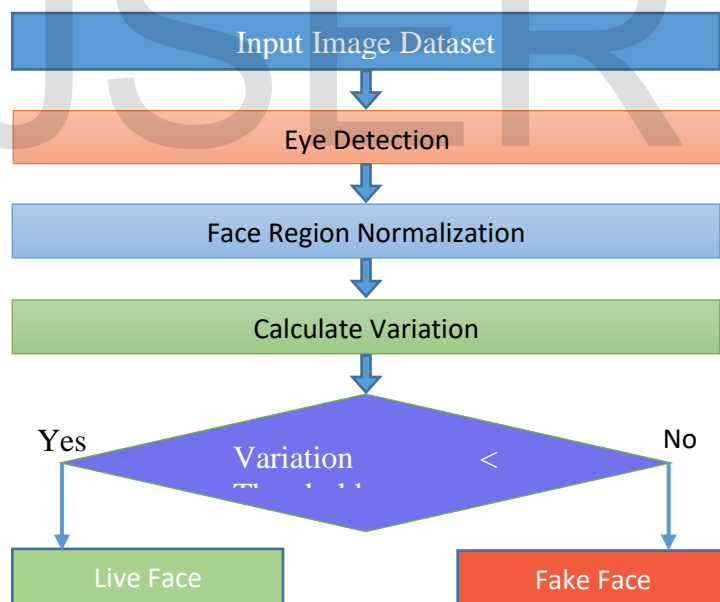 Input Image Dataset
Eye Detection
Face Region Normalization
Calculate Variation
Yes
No
Variation <
Live Face
Fake Face